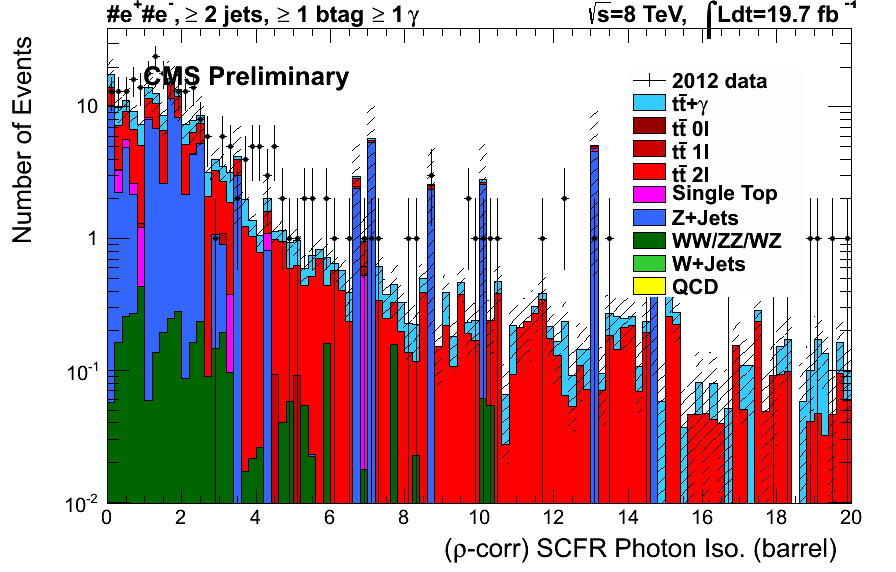 #e⁺#e⁻, ≥ 2 jets, ≥ 1 btag ≥ 1 γ
√s=8 TeV, ∫Ldt=19.7 fb⁻¹
CMS Preliminary
Number of Events
10
1
10⁻¹
10⁻²
2012 data
tt̄+γ
tt̄ 0l
tt̄ 1l
tt̄ 2l
Single Top
Z+Jets
WW/ZZ/WZ
W+Jets
QCD
0 2 4 6 8 10 12 14 16 18 20
(ρ-corr) SCFR Photon Iso. (barrel)